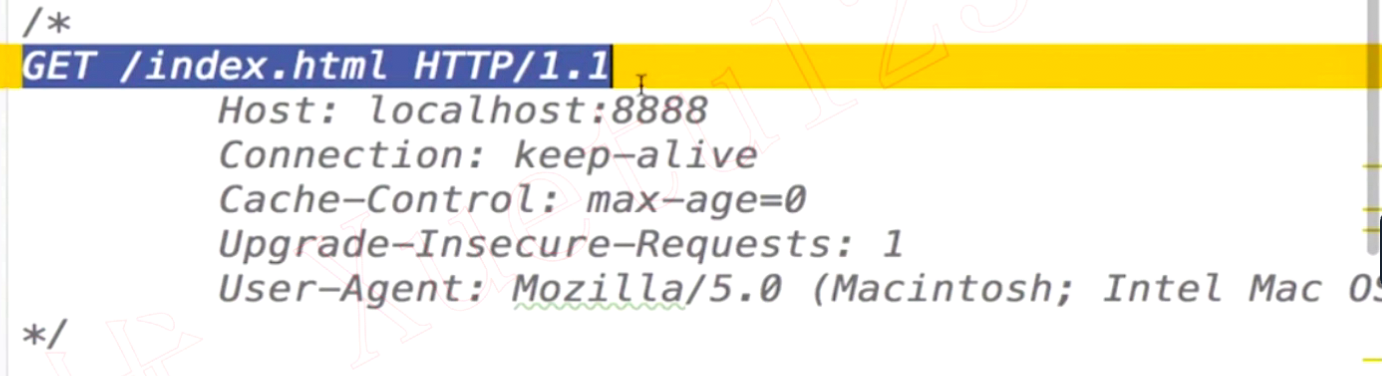 /*
GET /index.html HTTP/1.1
Host: localhost:8888
Connection: keep-alive
Cache-Control: max-age=0
Upgrade-Insecure-Requests: 1
User-Agent: Mozilla/5.0 (Macintosh; Intel Mac OS
*/